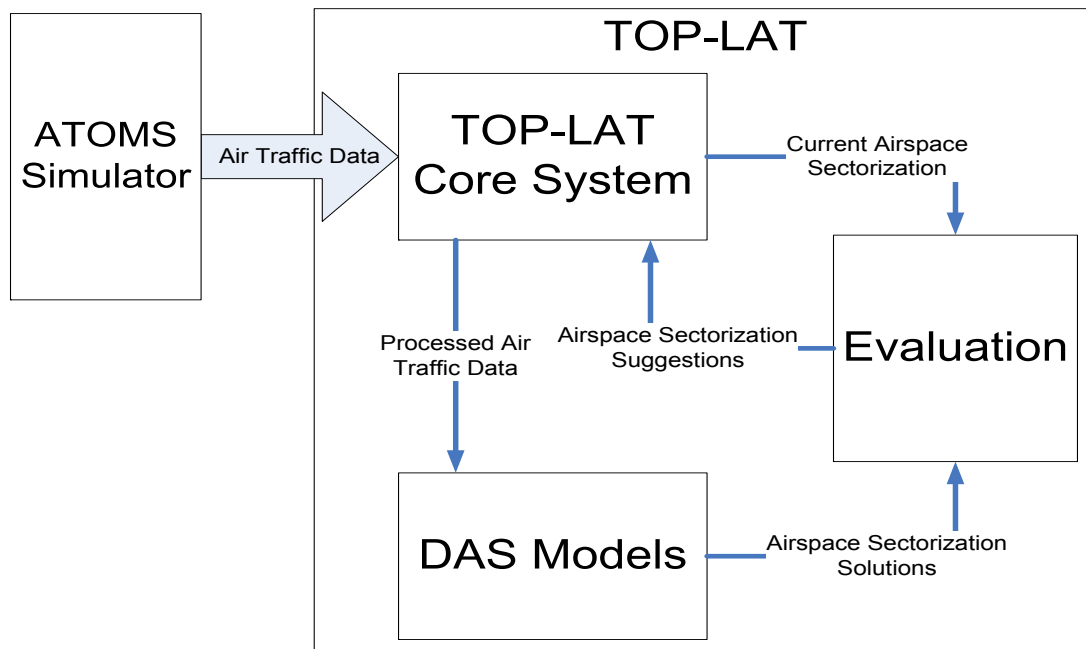 TOP-LAT
ATOMS
Simulator
Air Traffic Data
TOP-LAT
Core System
Current Airspace
Sectorization
Processed Air
Traffic Data
Airspace Sectorization
Suggestions
Evaluation
DAS Models
Airspace Sectorization
Solutions